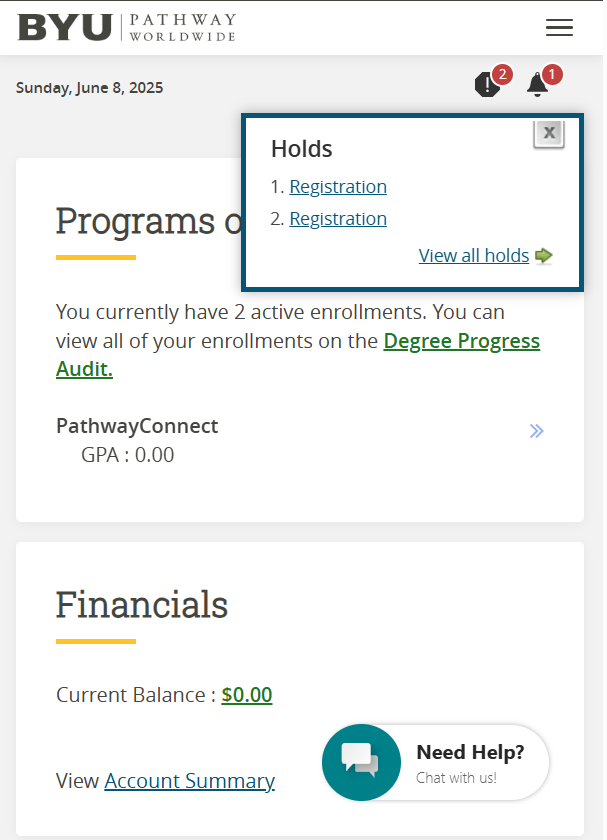 BYU PATHWAY
WORLDWIDE
Sunday, June 8, 2025
2
1
X
Holds
1. Registration
2. Registration
View all holds
Programs
You currently have 2 active enrollments. You can
view all of your enrollments on the Degree Progress
Audit.
PathwayConnect
GPA : 0.00
Financials
Current Balance : $0.00
View Account Summary
Need Help?
Chat with us!